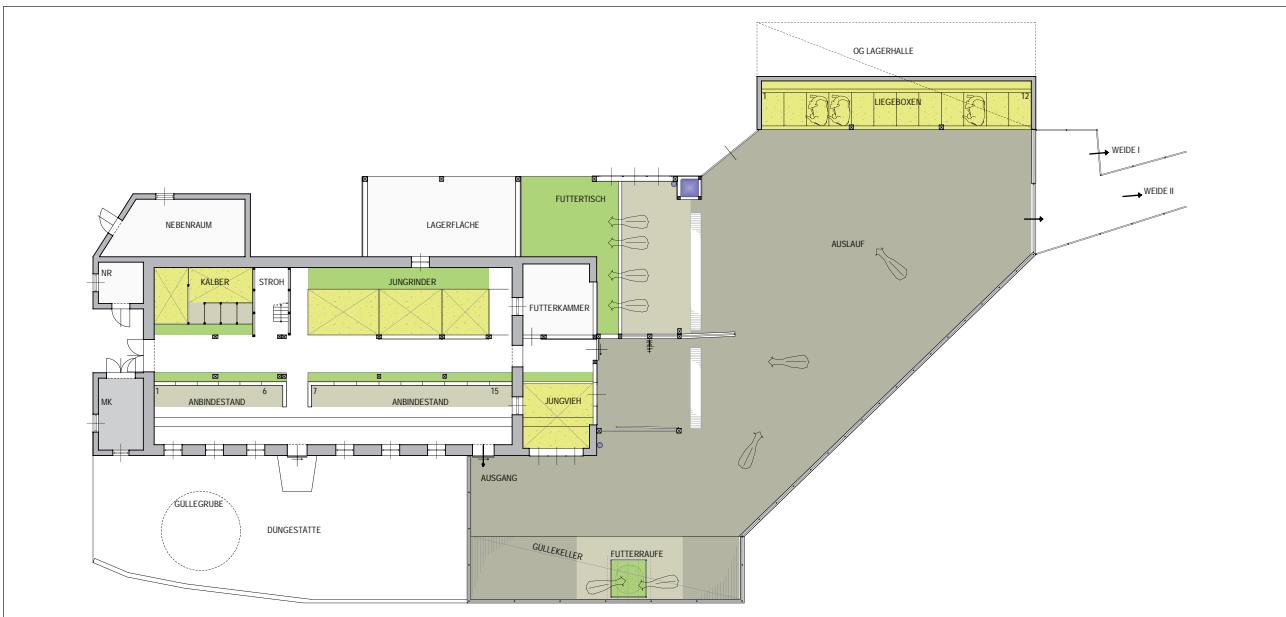 OG LAGERHALLE
1
12
LIEGEBOXEN
WEIDE I
WEIDE II
FUTTERTISCH
NEBENRAUM
LAGERFLÄCHE
AUSLAUF
NR
KÄLBER
STROH
JUNGRINDER
FUTTERKAMMER
MK
1
6
7
15
ANBINDESTAND
ANBINDESTAND
JUNGVIEH
AUSGANG
GÜLLEGRUBE
DÜNGESTÄTTE
GÜLLEKELLER
FUTTERRAUFE